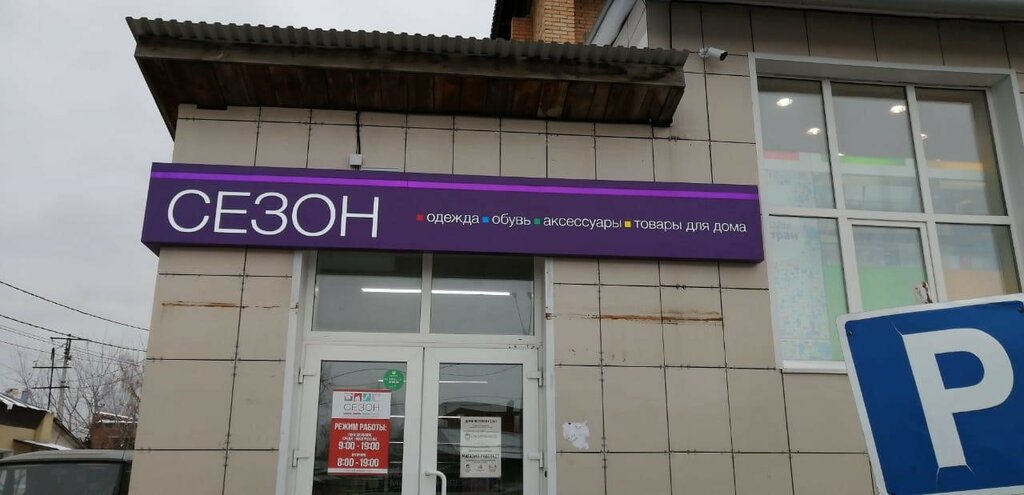 СЕЗОН
одежда обувь аксессуары товары для дома
СЕЗОН
РЕЖИМ РАБОТЫ:
9:00 - 19:00
8:00 - 19:00
P